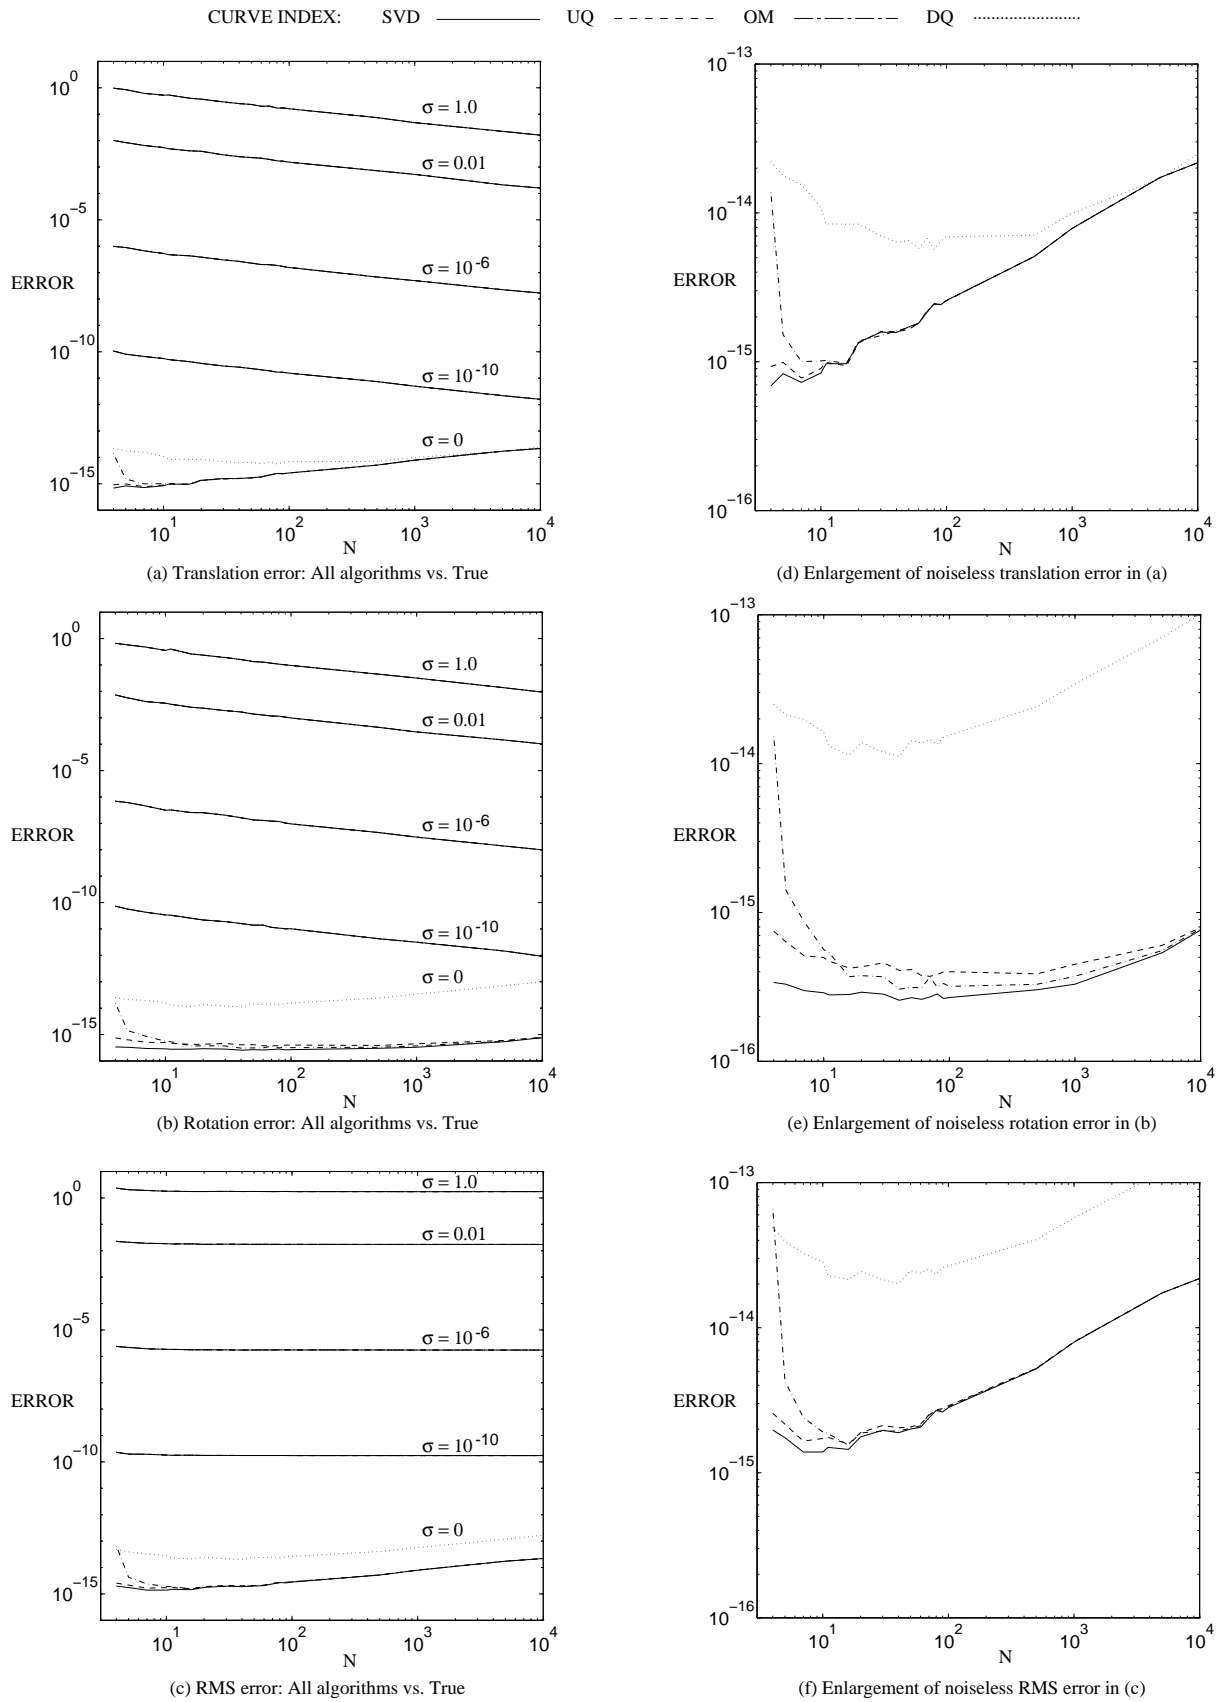 CURVE INDEX: SVD UQ OM DQ
10^0
10^-5
10^-10
10^-15
ERROR
σ = 1.0
σ = 0.01
σ = 10^-6
σ = 10^-10
σ = 0
10^1 10^2 10^3 10^4
N
(a) Translation error: All algorithms vs. True
10^-13
10^-14
ERROR
10^-15
10^-16
10^1 10^2 10^3 10^4
N
(d) Enlargement of noiseless translation error in (a)
10^0
10^-5
ERROR
10^-10
10^-15
σ = 1.0
σ = 0.01
σ = 10^-6
σ = 10^-10
σ = 0
10^1 10^2 10^3 10^4
N
(b) Rotation error: All algorithms vs. True
10^-13
10^-14
ERROR
10^-15
10^-16
10^1 10^2 10^3 10^4
N
(e) Enlargement of noiseless rotation error in (b)
10^0
10^-5
ERROR
10^-10
10^-15
σ = 1.0
σ = 0.01
σ = 10^-6
σ = 10^-10
σ = 0
10^1 10^2 10^3 10^4
N
(c) RMS error: All algorithms vs. True
10^-13
10^-14
ERROR
10^-15
10^-16
10^1 10^2 10^3 10^4
N
(f) Enlargement of noiseless RMS error in (c)